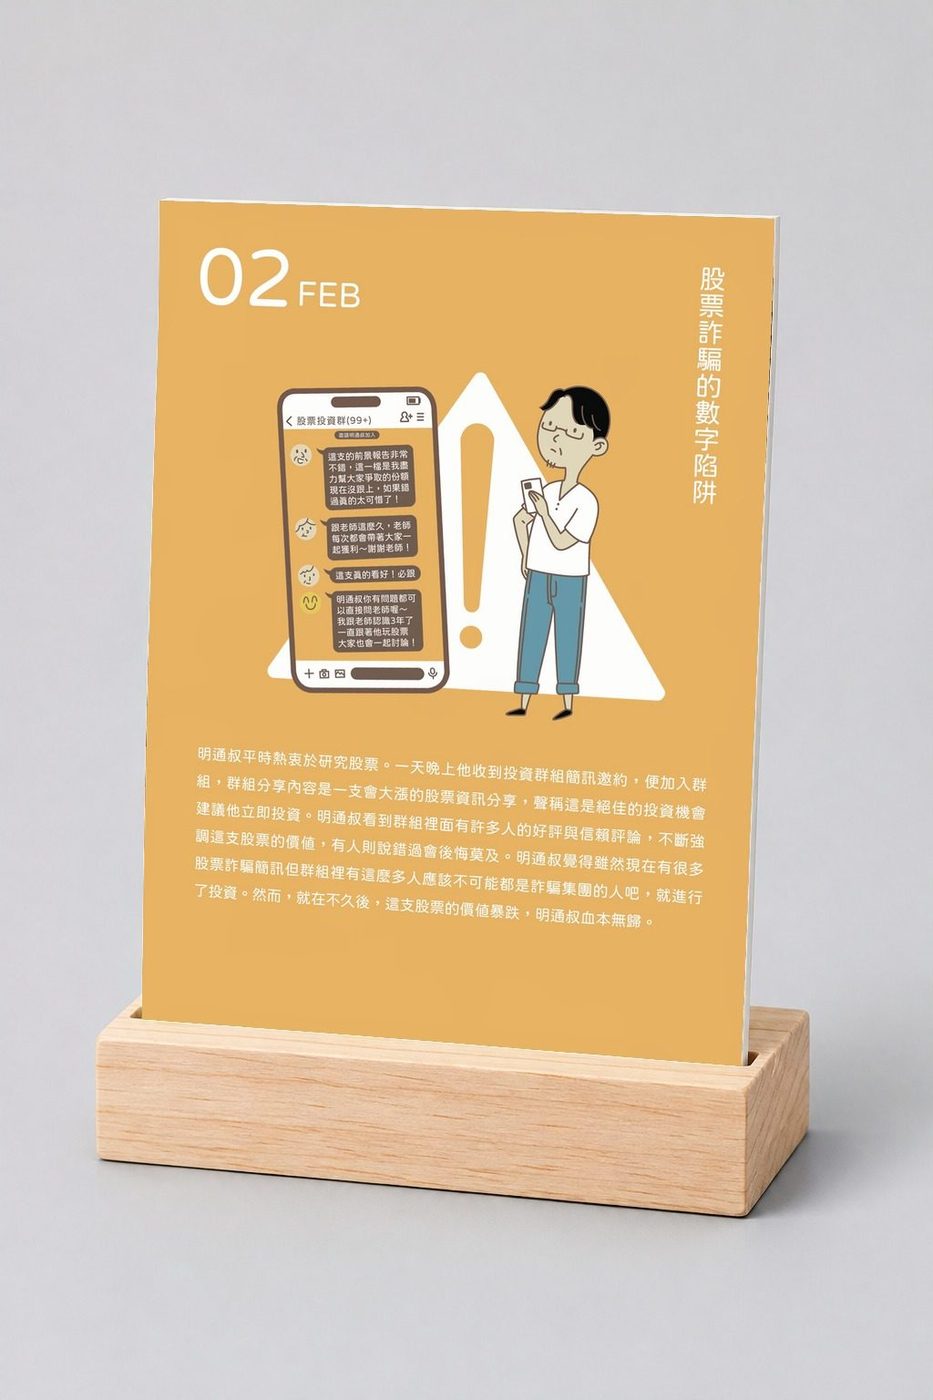 02 FEB
股票詐騙的數字陷阱
股票投資群(99+)
邀請明通叔加入
這支的前景報告非常
不錯，這一檔是我盡
力幫大家爭取的份額
現在沒跟上，如果錯
過真的太可惜了！
跟老師這麼久，老師
每次都會帶著大家一
起獲利～謝謝老師！
這支真的看好！必跟
明通叔你有問題都可
以直接問老師喔～
我跟老師認識3年了
一直跟著他玩股票
大家也會一起討論！
明通叔平時熱衷於研究股票。一天晚上他收到投資群組簡訊邀約，便加入群
組，群組分享內容是一支會大漲的股票資訊分享，聲稱這是絕佳的投資機會
建議他立即投資。明通叔看到群組裡面有許多人的好評與信賴評論，不斷強
調這支股票的價值，有人則說錯過會後悔莫及。明通叔覺得雖然現在有很多
股票詐騙簡訊但群組裡有這麼多人應該不可能都是詐騙集團的人吧，就進行
了投資。然而，就在不久後，這支股票的價值暴跌，明通叔血本無歸。